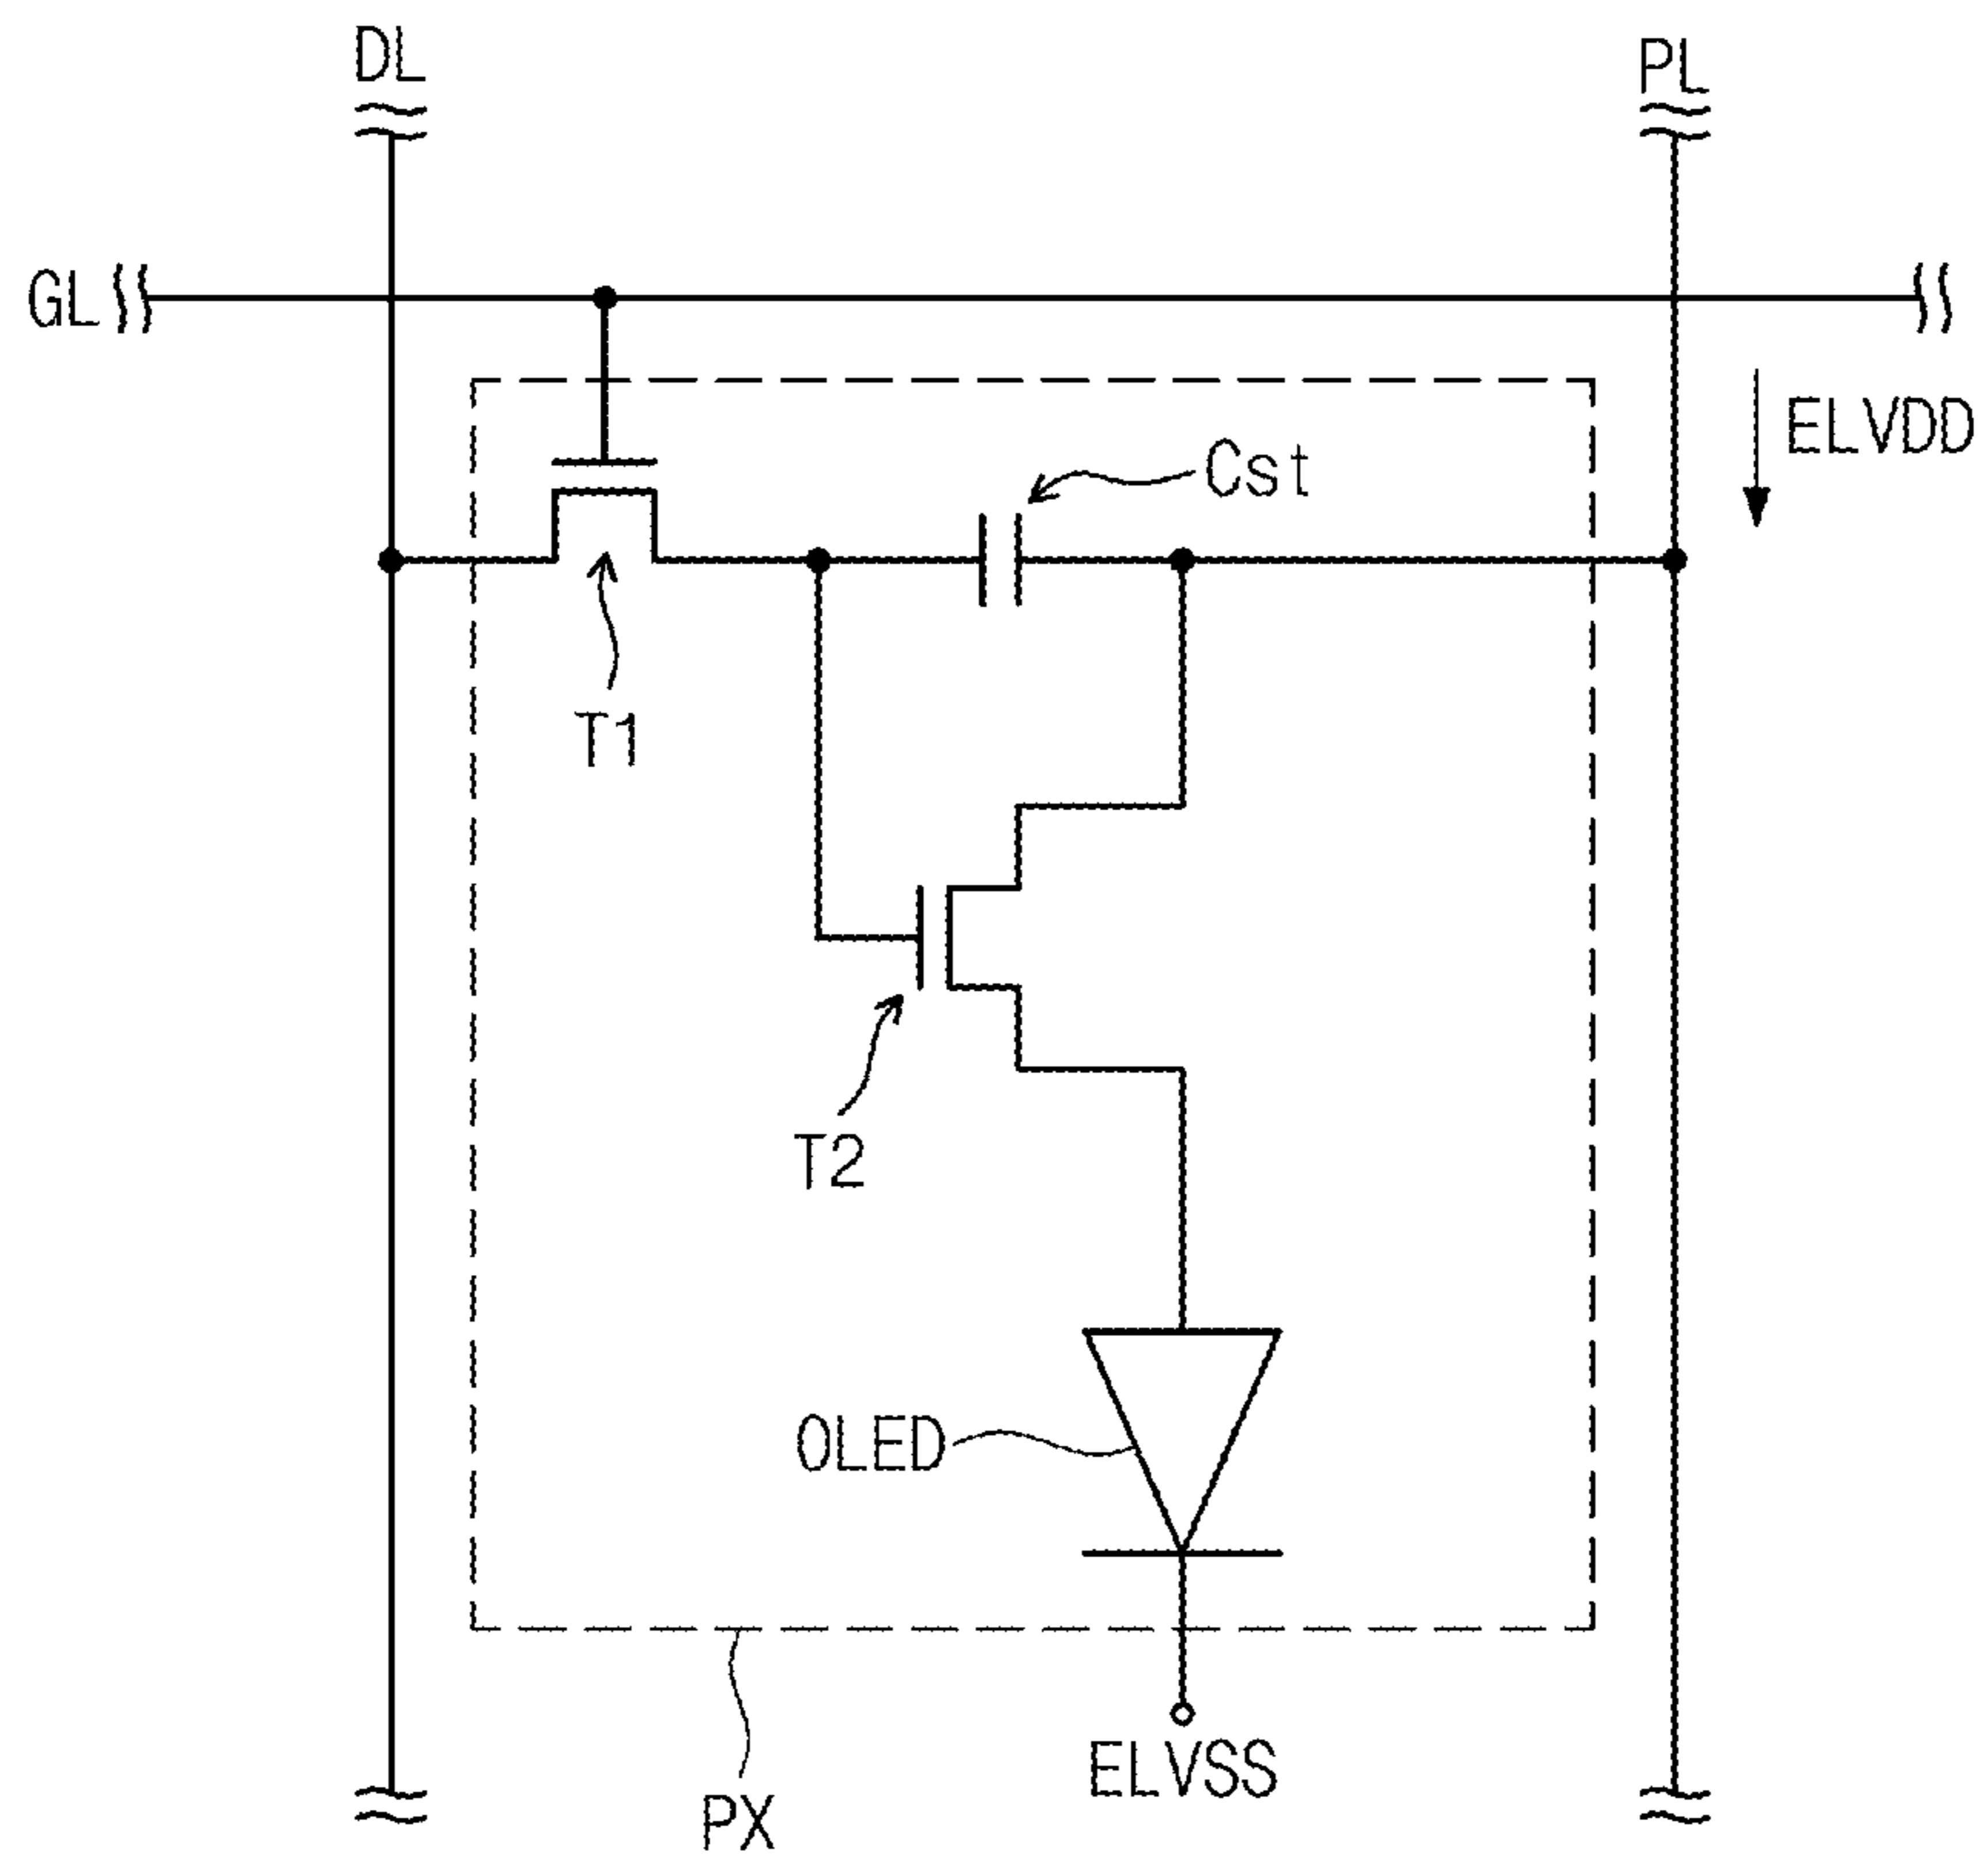 DL
PL
GL
ELVDD
Cst
T1
T2
OLED
ELVSS
PX